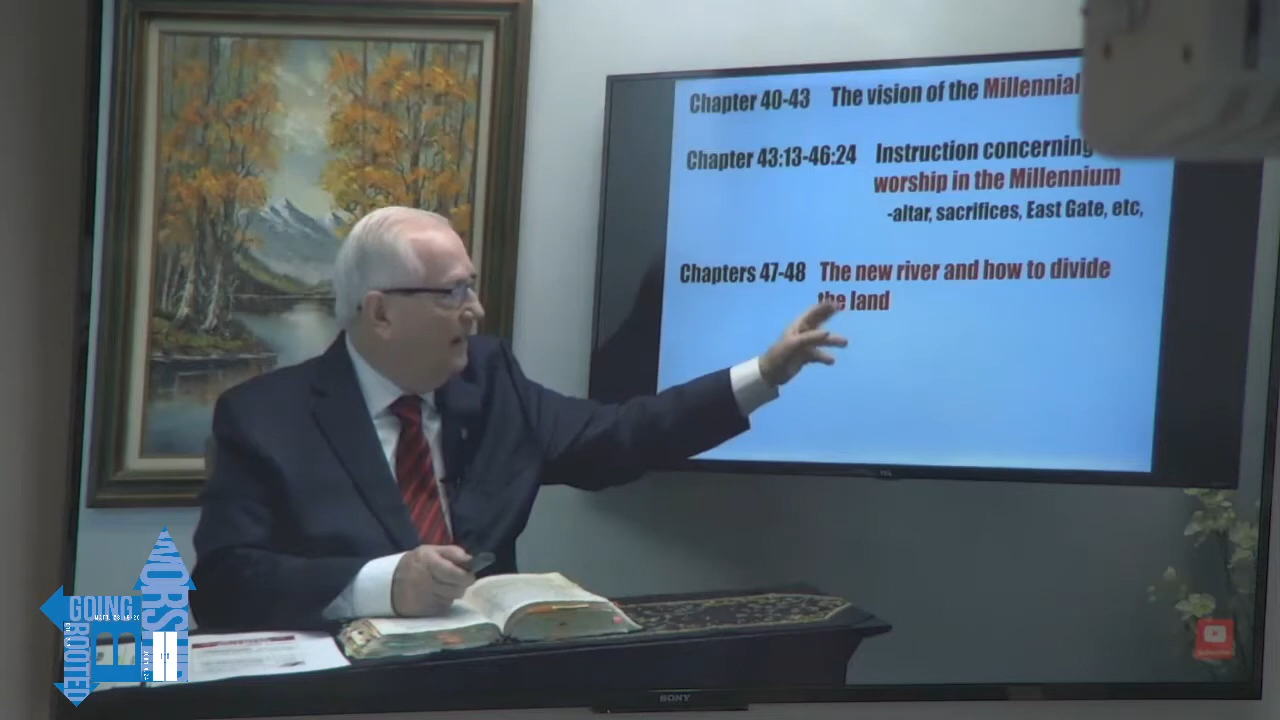 Chapter 40-43 The vision of the Millennial
Chapter 43:13-46:24 Instruction concerning
worship in the Millennium
-altar, sacrifices, East Gate, etc,
Chapters 47-48 The new river and how to divide
the land
GOING
ROOTED
WORSHIP
SONY